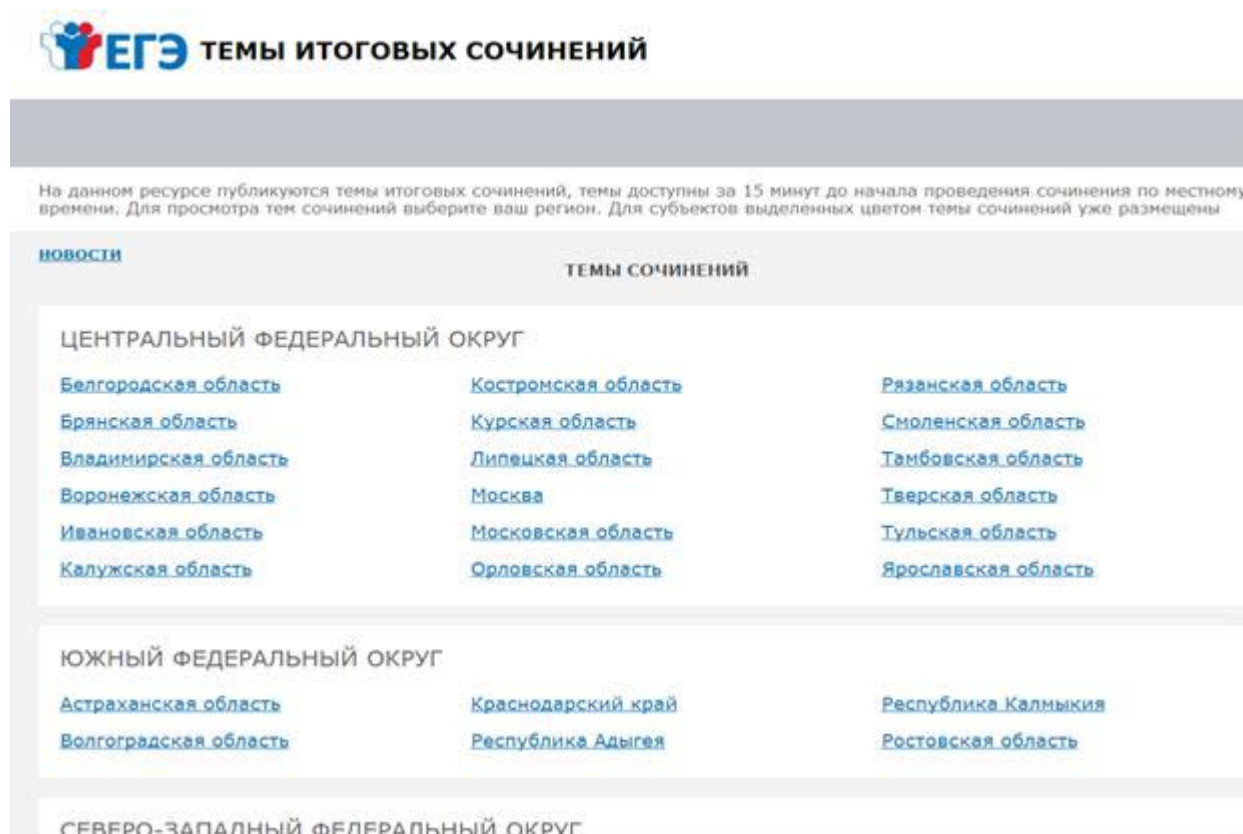 ЕГЭ ТЕМЫ ИТОГОВЫХ СОЧИНЕНИЙ
На данном ресурсе публикуются темы итоговых сочинений, темы доступны за 15 минут до начала проведения сочинения по местному
времени. Для просмотра тем сочинений выберите ваш регион. Для субъектов выделенных цветом темы сочинений уже размещены
НОВОСТИ
ТЕМЫ СОЧИНЕНИЙ
ЦЕНТРАЛЬНЫЙ ФЕДЕРАЛЬНЫЙ ОКРУГ
Белгородская область Костромская область Рязанская область
Брянская область Курская область Смоленская область
Владимирская область Липецкая область Тамбовская область
Воронежская область Москва Тверская область
Ивановская область Московская область Тульская область
Калужская область Орловская область Ярославская область
ЮЖНЫЙ ФЕДЕРАЛЬНЫЙ ОКРУГ
Астраханская область Краснодарский край Республика Калмыкия
Волгоградская область Республика Адыгея Ростовская область
СЕВЕРО-ЗАПАДНЫЙ ФЕДЕРАЛЬНЫЙ ОКРУГ